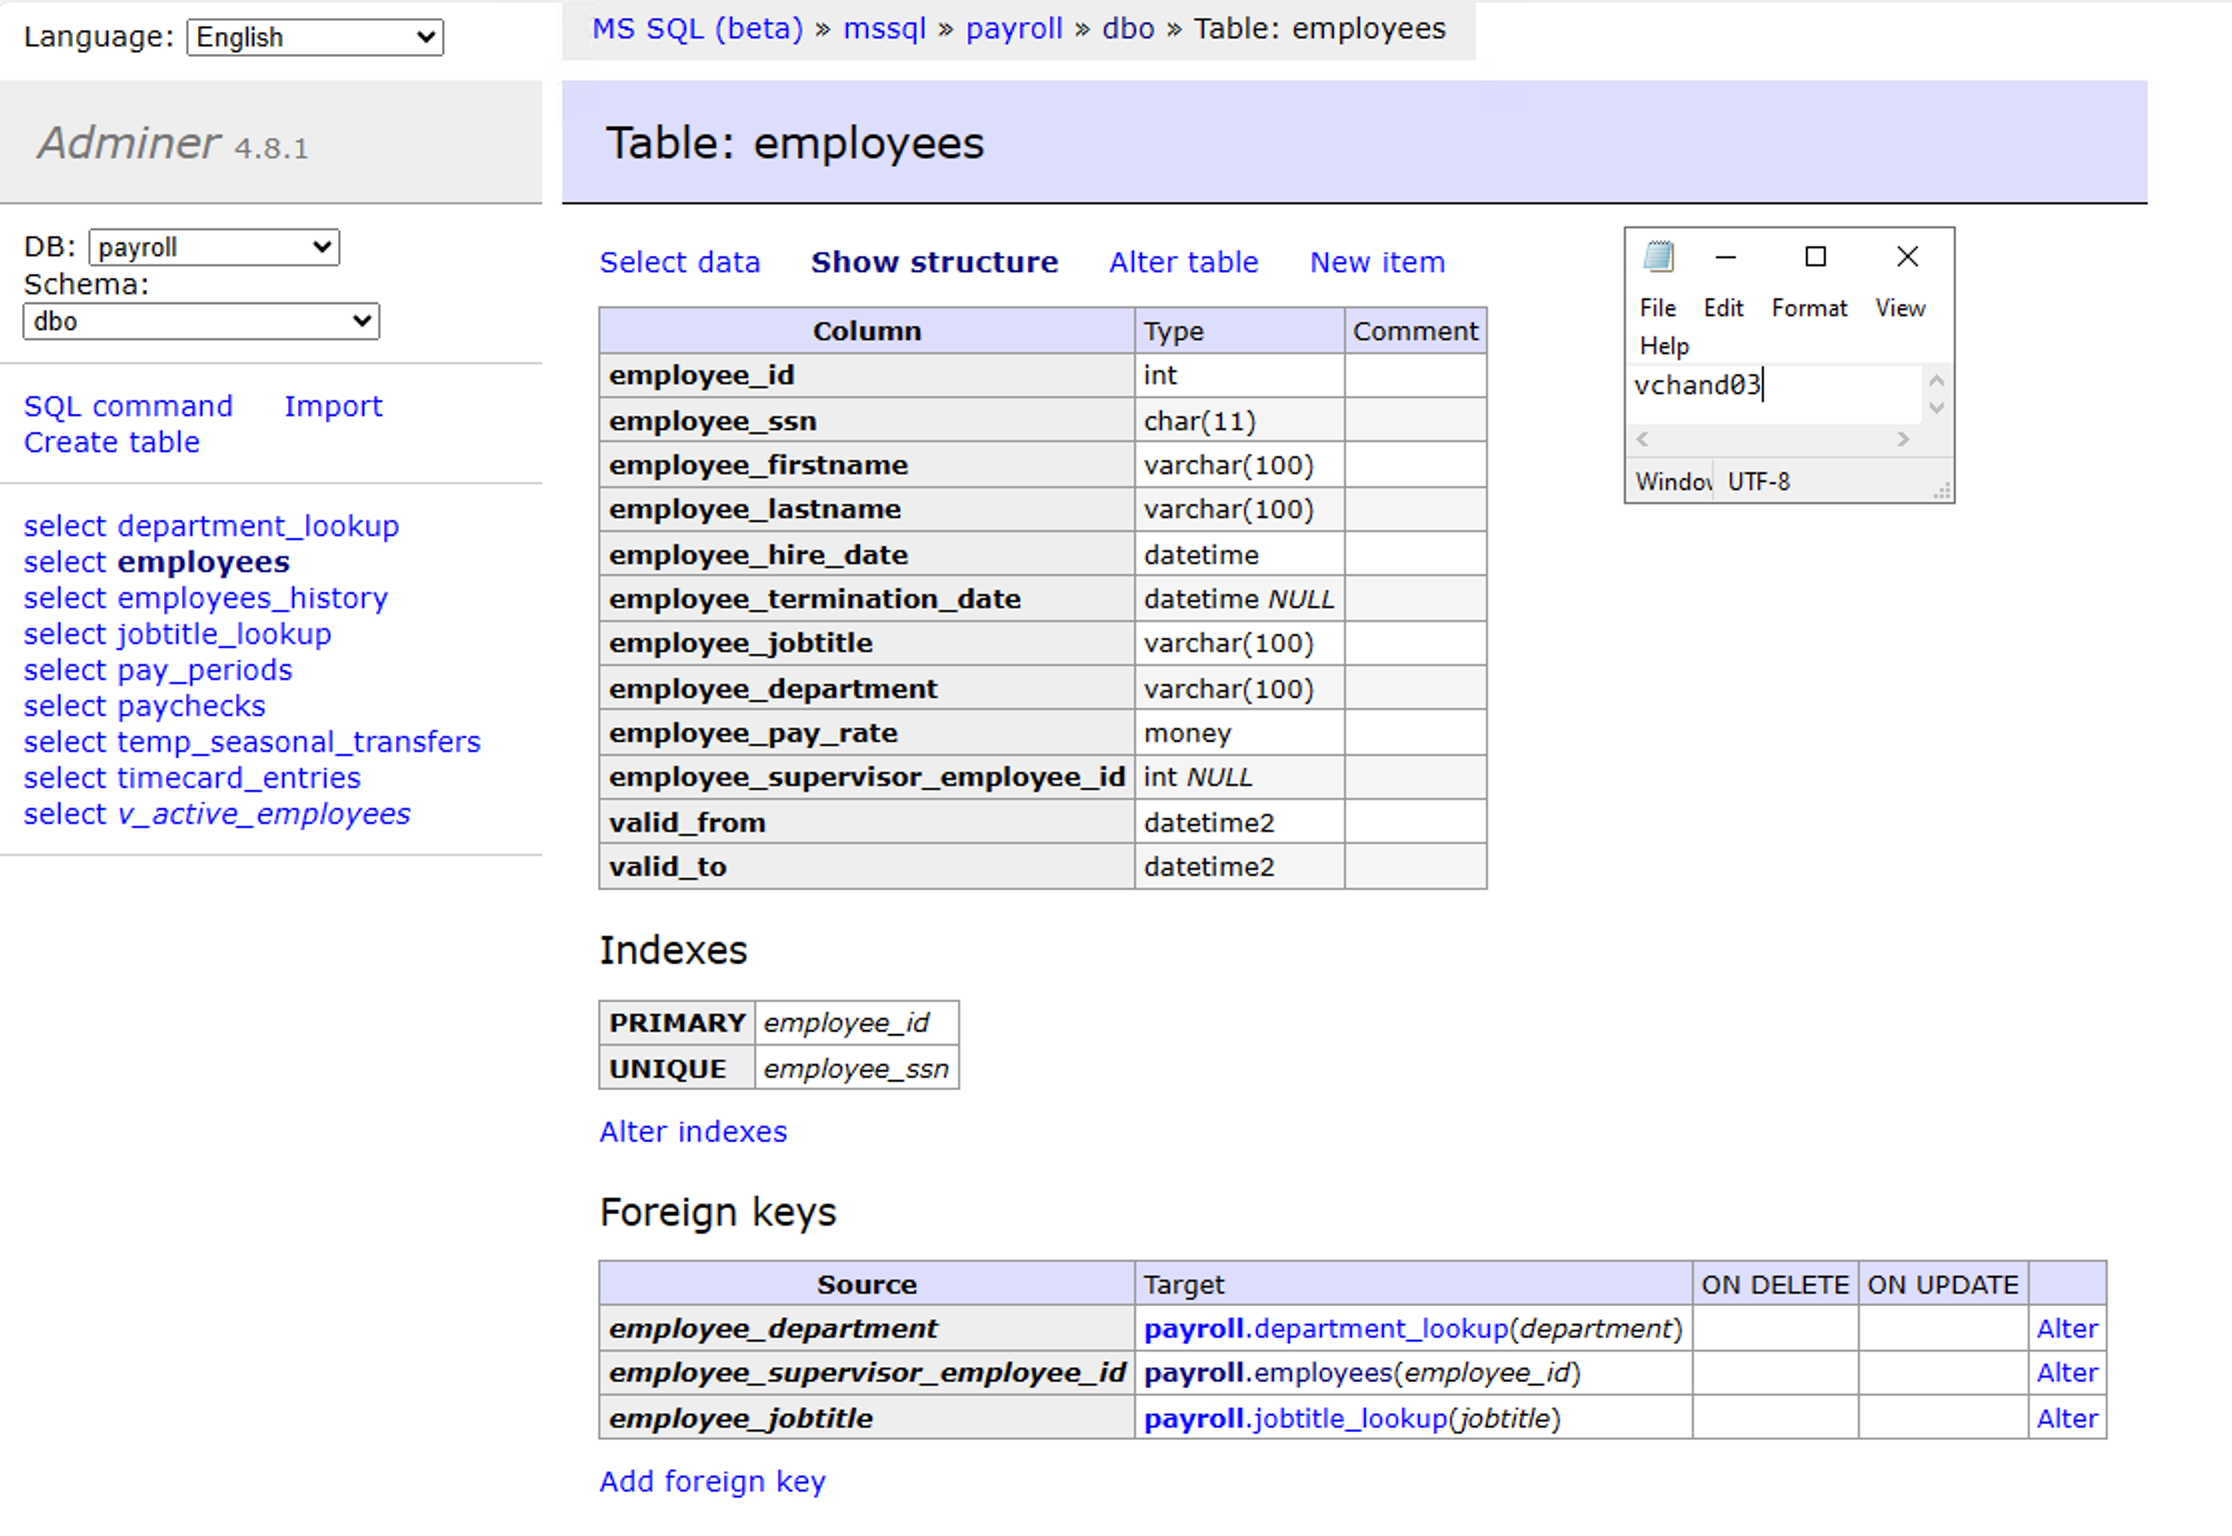 Language: English
Adminer 4.8.1
DB: payroll
Schema:
dbo
SQL command Import
Create table
select department_lookup
select employees
select employees_history
select jobtitle_lookup
select pay_periods
select paychecks
select temp_seasonal_transfers
select timecard_entries
select v_active_employees
MS SQL (beta) » mssql » payroll » dbo » Table: employees
Table: employees
Select data Show structure Alter table New item
Column Type Comment
employee_id int
employee_ssn char(11)
employee_firstname varchar(100)
employee_lastname varchar(100)
employee_hire_date datetime
employee_termination_date datetime NULL
employee_jobtitle varchar(100)
employee_department varchar(100)
employee_pay_rate money
employee_supervisor_employee_id int NULL
valid_from datetime2
valid_to datetime2
Indexes
PRIMARY employee_id
UNIQUE employee_ssn
Alter indexes
Foreign keys
Source Target ON DELETE ON UPDATE
employee_department payroll.department_lookup(department) Alter
employee_supervisor_employee_id payroll.employees(employee_id) Alter
employee_jobtitle payroll.jobtitle_lookup(jobtitle) Alter
Add foreign key
File Edit Format View
Help
vchand03
UTF-8